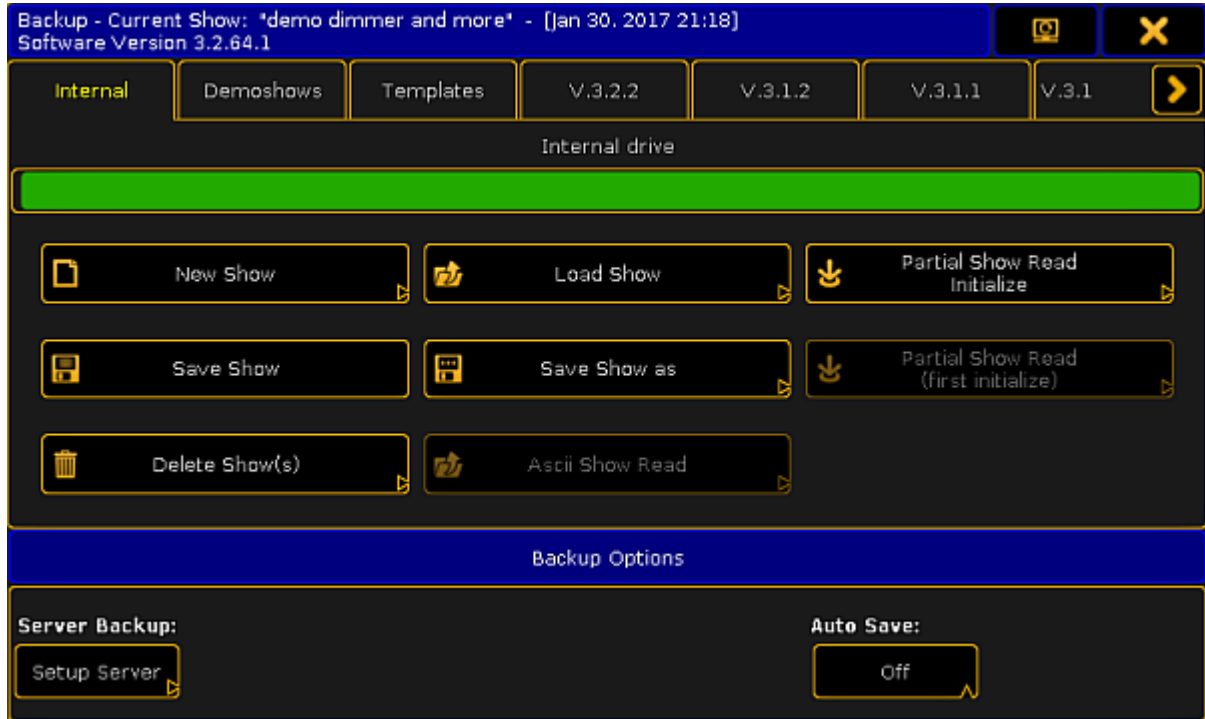 Backup - Current Show: "demo dimmer and more" - [Jan 30. 2017 21:18]
Software Version 3.2.64.1
Internal
Demoshows
Templates
V.3.2.2
V.3.1.2
V.3.1.1
V.3.1
Internal drive
New Show
Load Show
Partial Show Read
Initialize
Save Show
Save Show as
Partial Show Read
(first initialize)
Delete Show(s)
Ascii Show Read
Backup Options
Server Backup:
Auto Save:
Setup Server
Off